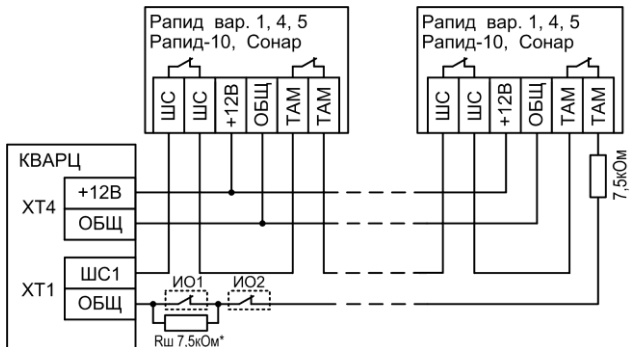 Рапид вар. 1, 4, 5
Рапид-10, Сонар
ШС
ШС
+12В
ОБЩ
ТАМ
ТАМ
Рапид вар. 1, 4, 5
Рапид-10, Сонар
ШС
ШС
+12В
ОБЩ
ТАМ
ТАМ
7,5кОм
КВАРЦ
ХТ4
+12В
ОБЩ
ХТ1
ШС1
ОБЩ
ИО1
ИО2
Rш 7,5кОм*